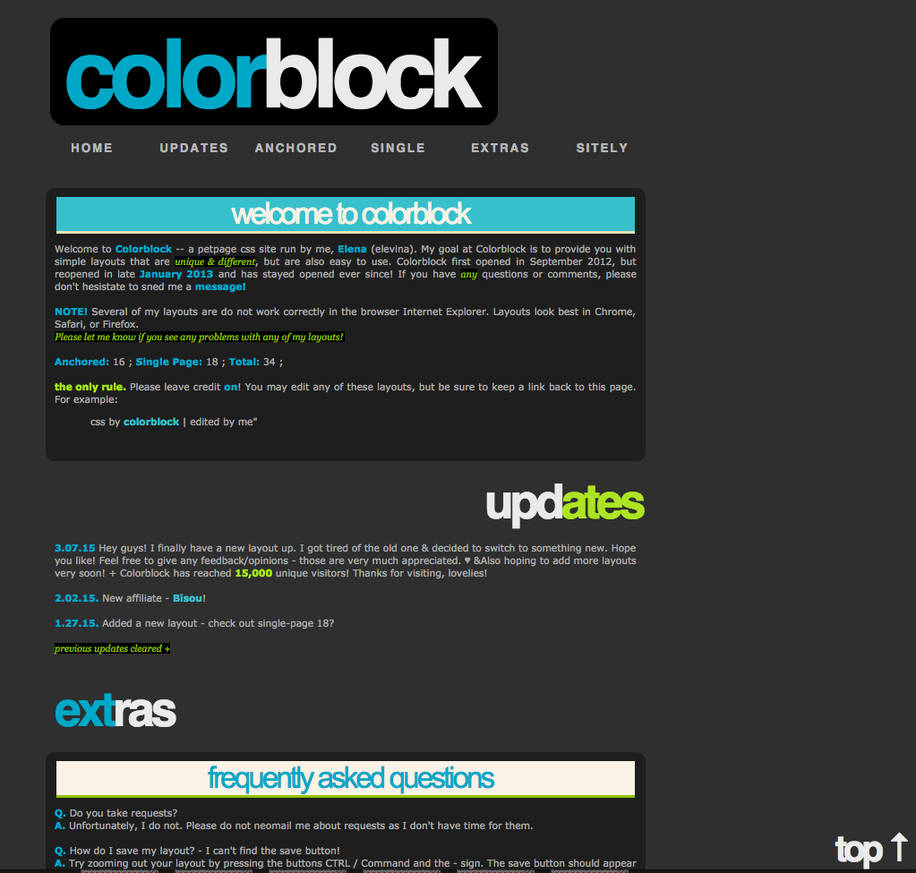 colorblock
HOME UPDATES ANCHORED SINGLE EXTRAS SITELY
welcome to colorblock
Welcome to Colorblock -- a petpage css site run by me, Elena (elevina). My goal at Colorblock is to provide you with
simple layouts that are unique & different, but are also easy to use. Colorblock first opened in September 2012, but
reopened in late January 2013 and has stayed opened ever since! If you have any questions or comments, please
don't hesistate to sned me a message!
NOTE! Several of my layouts are do not work correctly in the browser Internet Explorer. Layouts look best in Chrome,
Safari, or Firefox.
Please let me know if you see any problems with any of my layouts!
Anchored: 16 ; Single Page: 18 ; Total: 34 ;
the only rule. Please leave credit on! You may edit any of these layouts, but be sure to keep a link back to this page.
For example:
css by colorblock | edited by me"
updates
3.07.15 Hey guys! I finally have a new layout up. I got tired of the old one & decided to switch to something new. Hope
you like! Feel free to give any feedback/opinions - those are very much appreciated. ♥ &Also hoping to add more layouts
very soon! + Colorblock has reached 15,000 unique visitors! Thanks for visiting, lovelies!
2.02.15. New affiliate - Bisou!
1.27.15. Added a new layout - check out single-page 18?
previous updates cleared +
extras
frequently asked questions
Q. Do you take requests?
A. Unfortunately, I do not. Please do not neomail me about requests as I don't have time for them.
Q. How do I save my layout? - I can't find the save button!
A. Try zooming out your layout by pressing the buttons CTRL / Command and the - sign. The save button should appear
top ↑